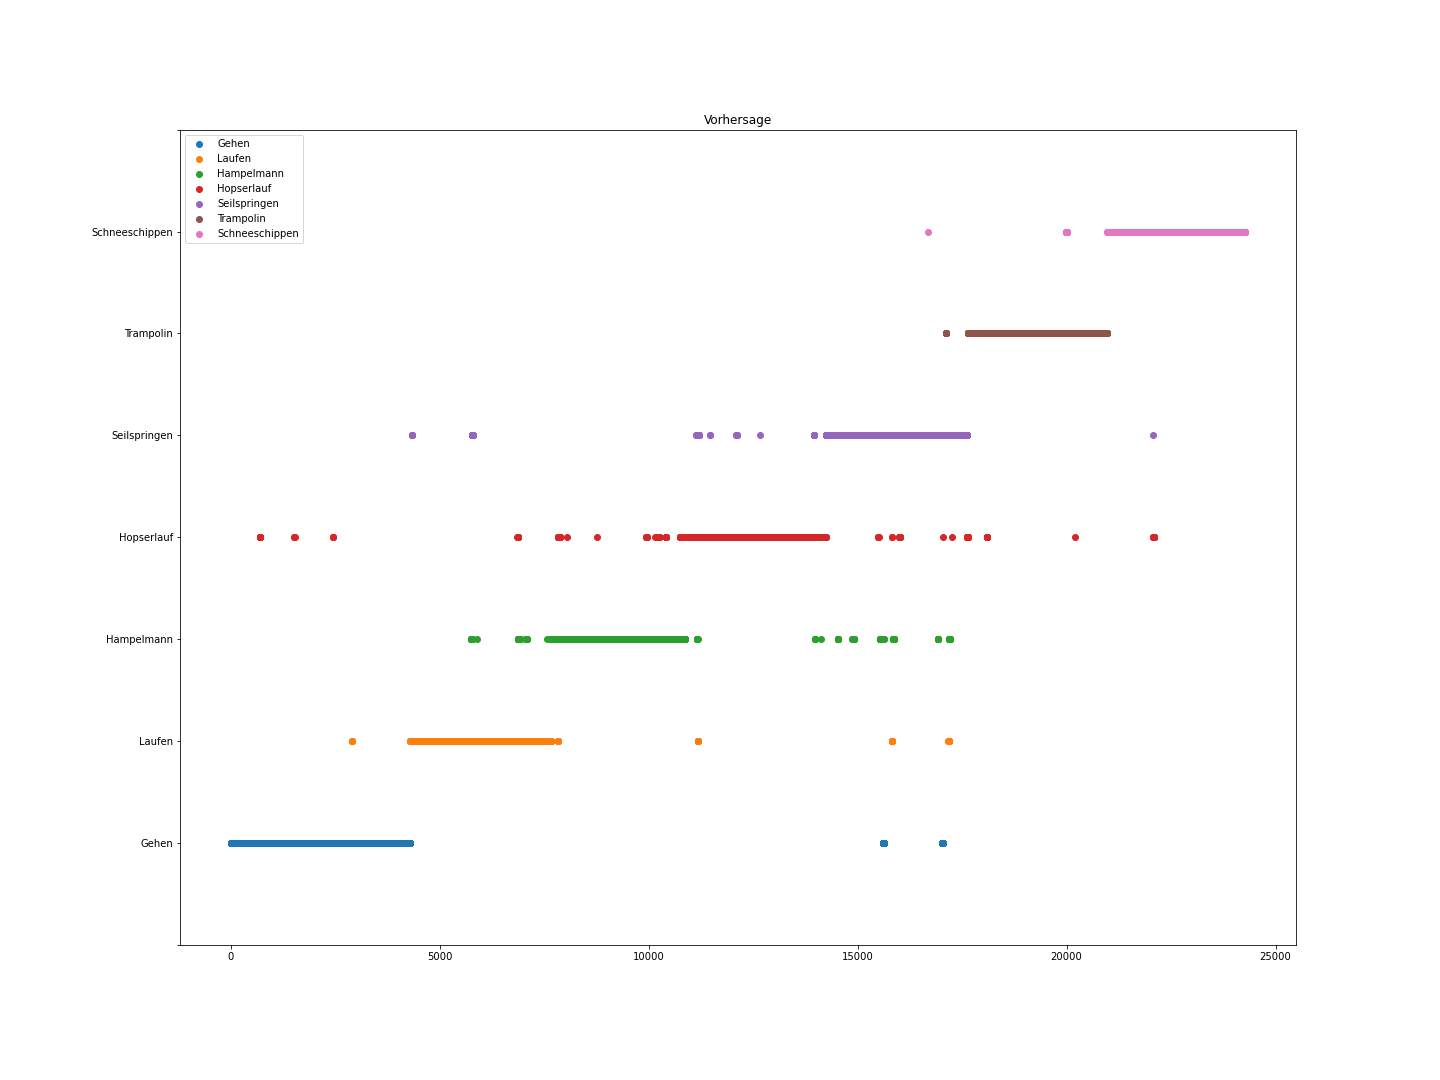 Vorhersage
Gehen
Laufen
Hampelmann
Hopserlauf
Seilspringen
Trampolin
Schneeschippen
Schneeschippen
Trampolin
Seilspringen
Hopserlauf
Hampelmann
Laufen
Gehen
0 5000 10000 15000 20000 25000